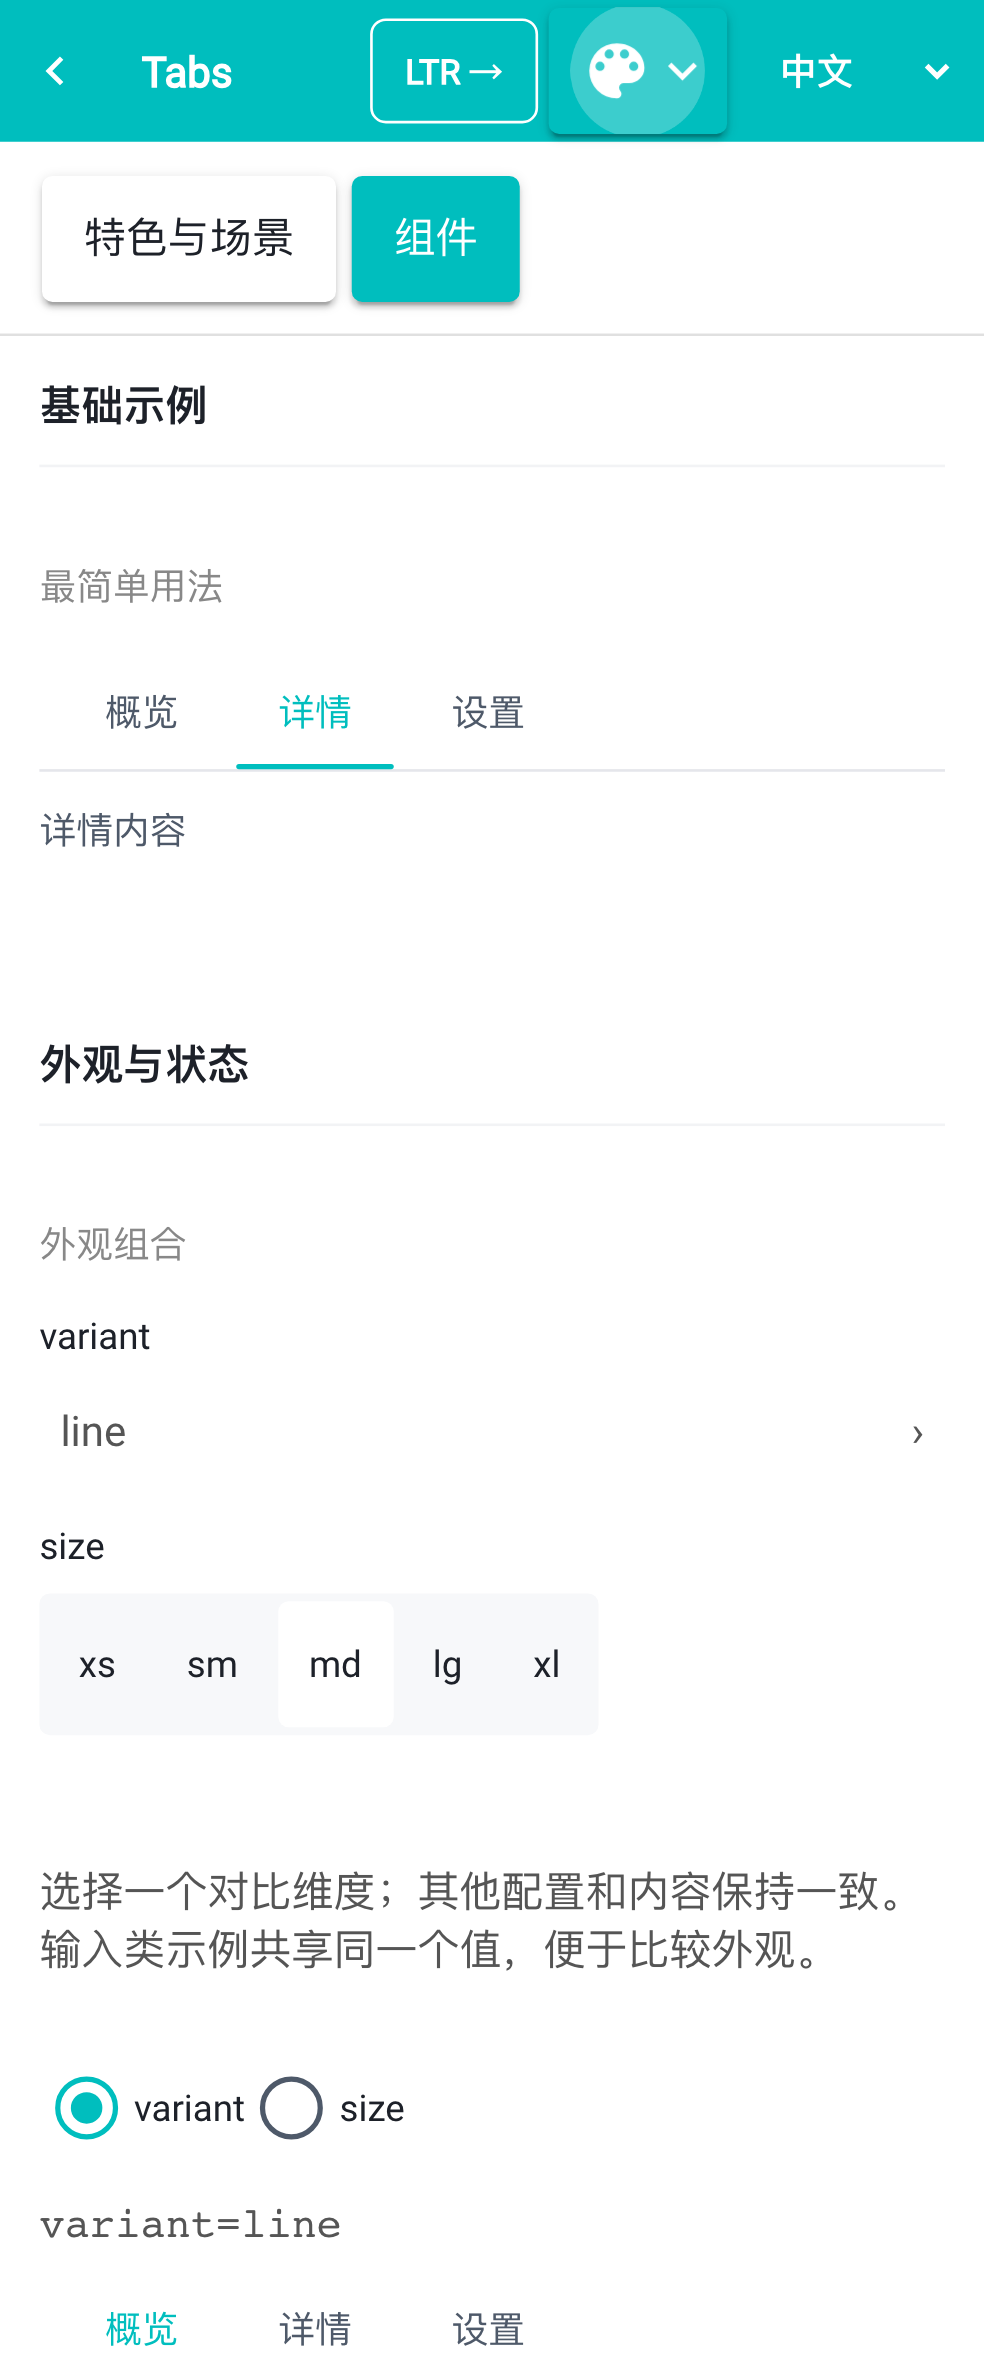 Tabs
LTR→
中文
特色与场景
组件
基础示例
最简单用法
概览 详情 设置
详情内容
外观与状态
外观组合
variant
line ›
size
xs sm md lg xl
选择一个对比维度；其他配置和内容保持一致。
输入类示例共享同一个值，便于比较外观。
variant size
variant=line
概览 详情 设置